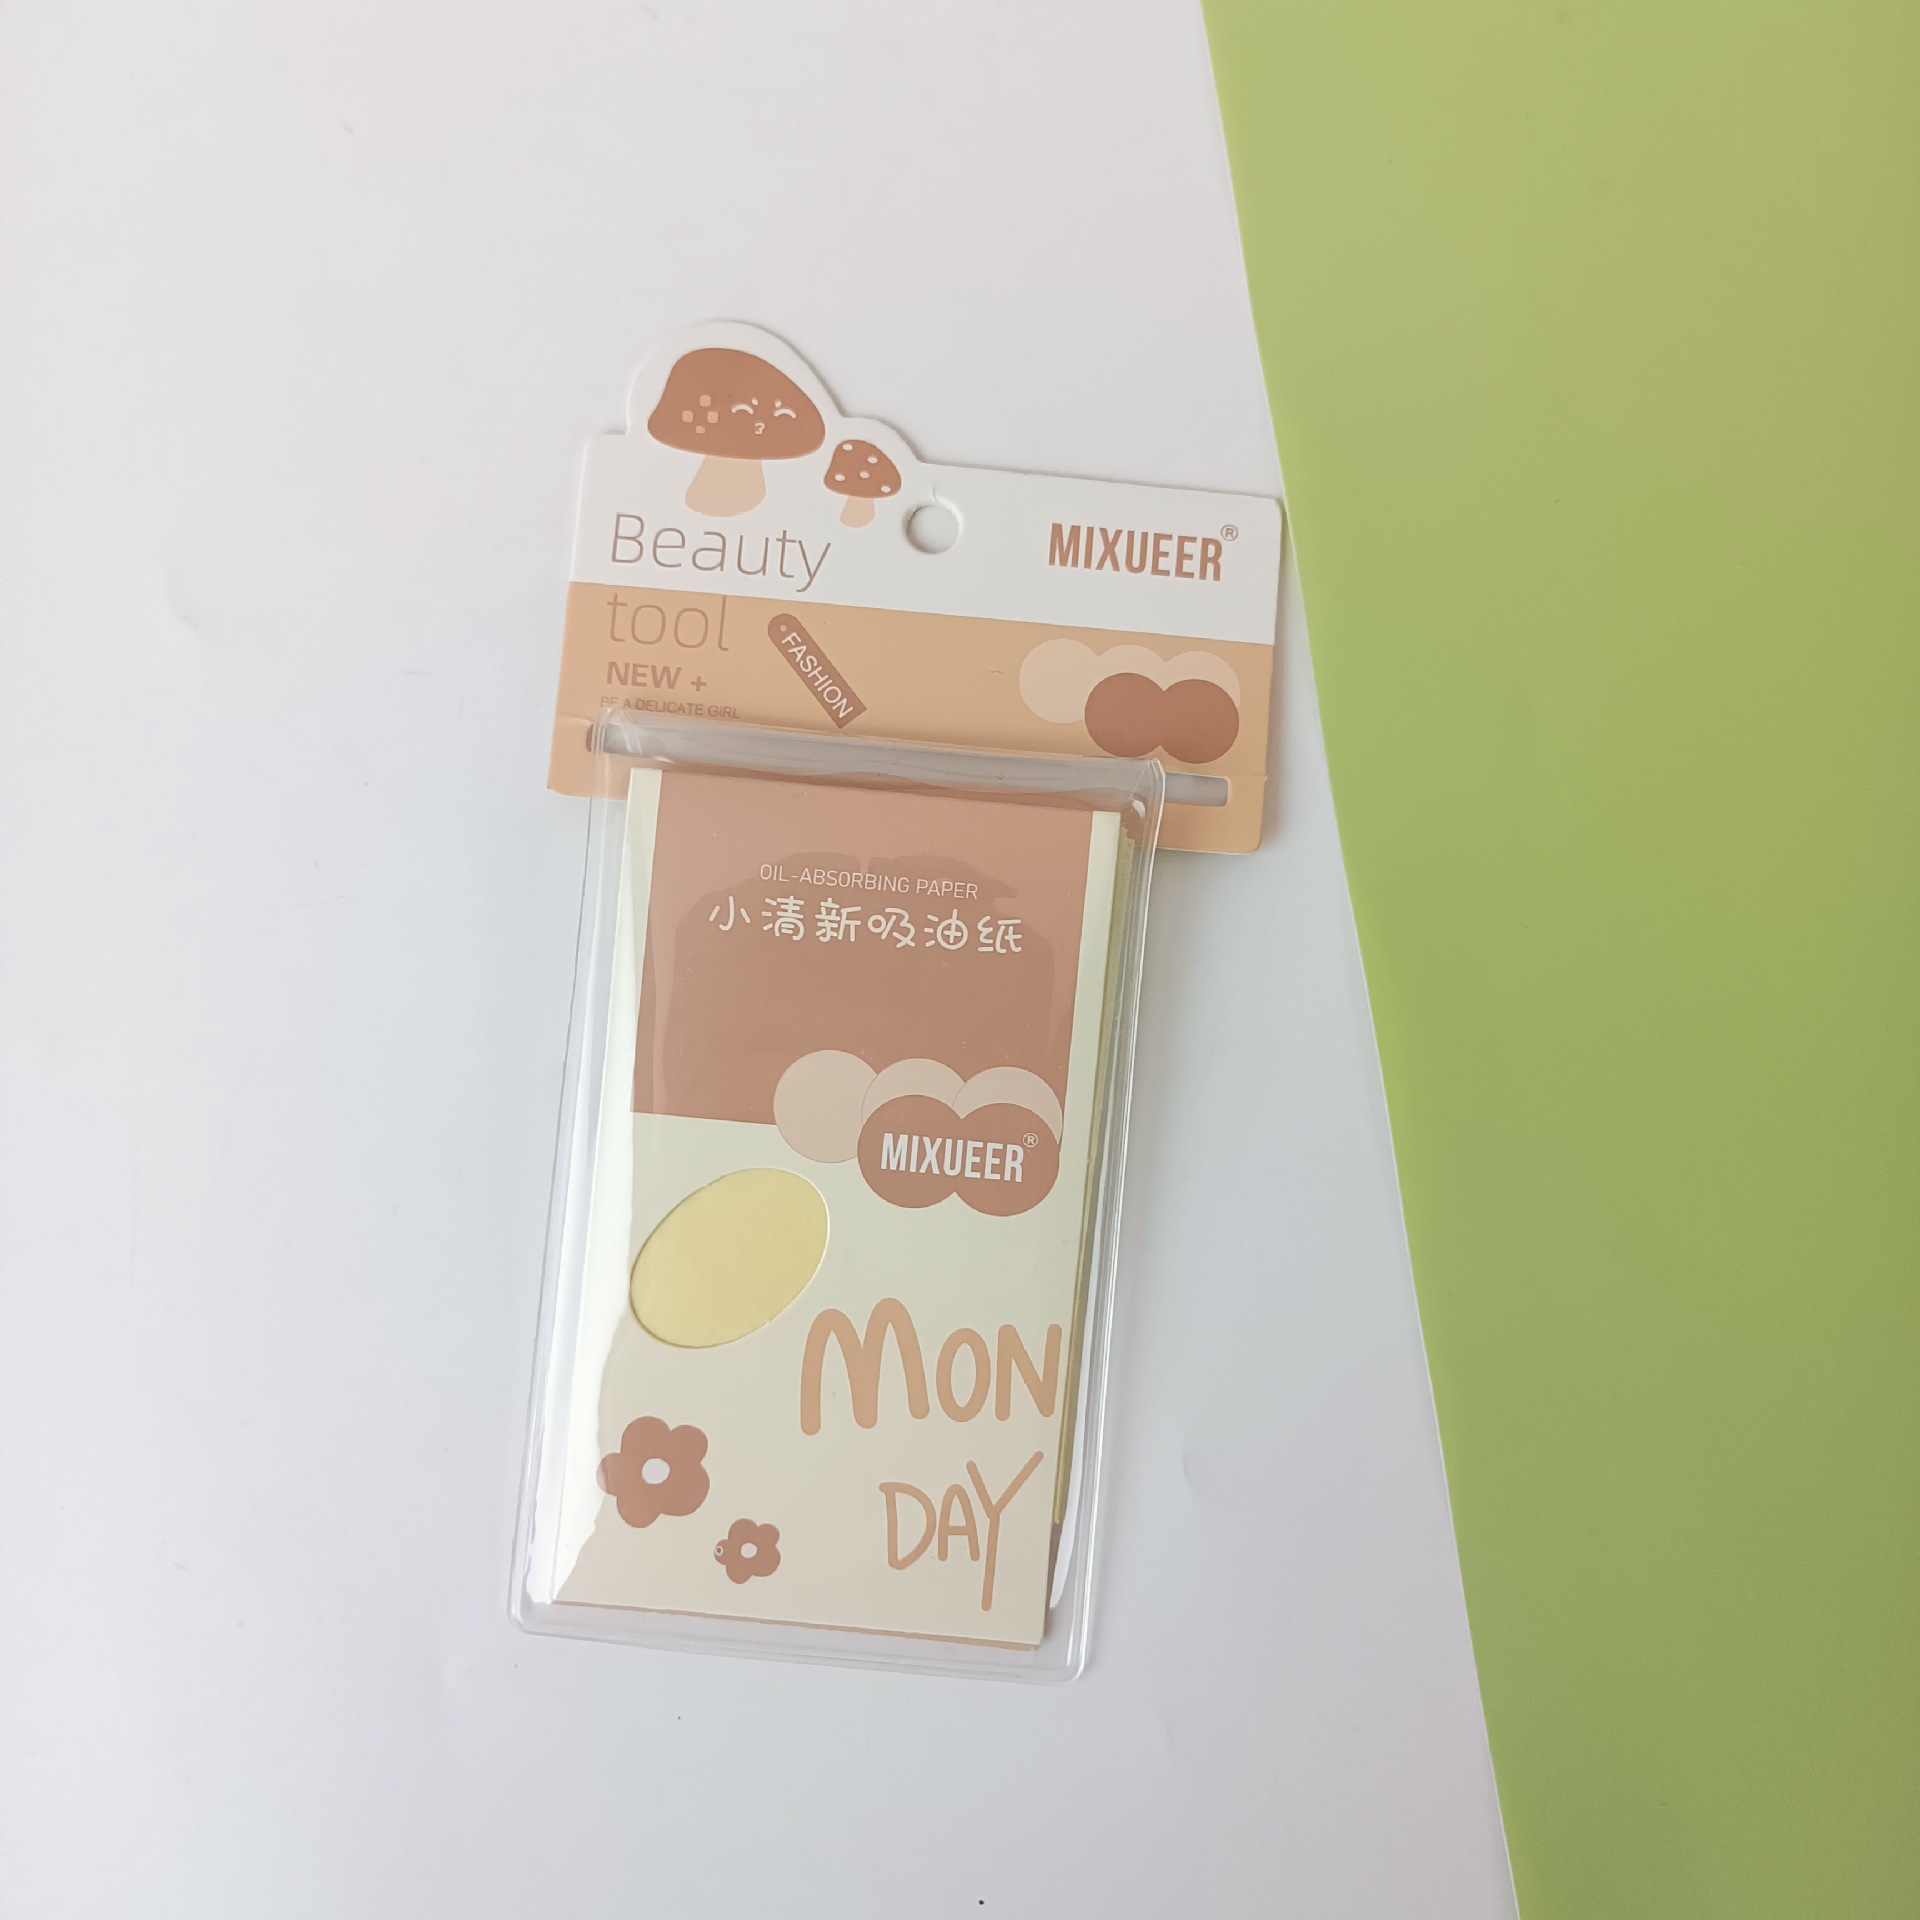 Beauty
MIXUEER®
tool
FASHION
NEW +
BE A DELICATE GIRL
OIL-ABSORBING PAPER
小清新吸油纸
MIXUEER®
MON
DAY